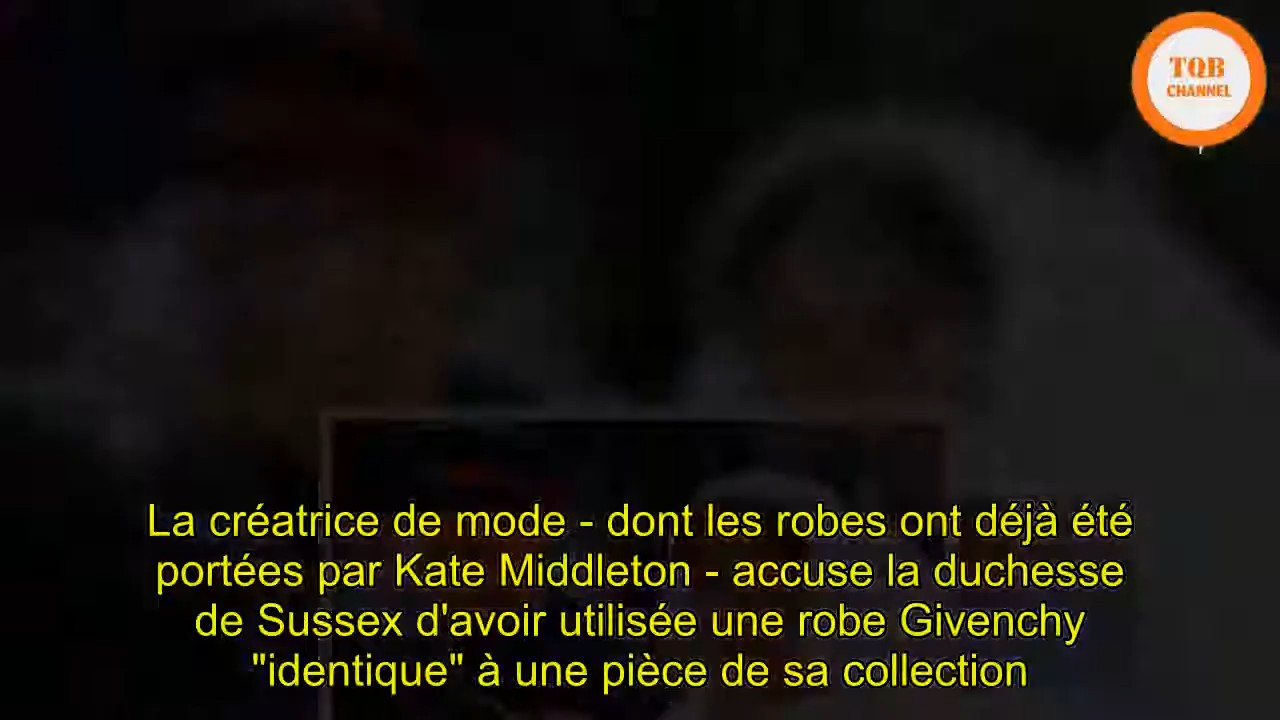 TQB
CHANNEL
La créatrice de mode - dont les robes ont déjà été
portées par Kate Middleton - accuse la duchesse
de Sussex d'avoir utilisée une robe Givenchy
"identique" à une pièce de sa collection